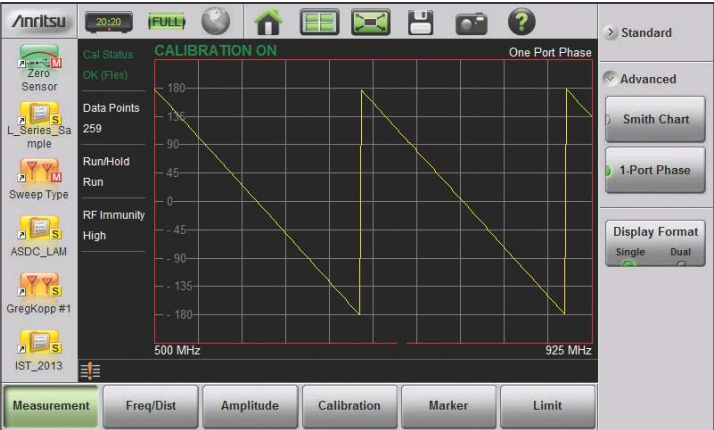 Anritsu
20:20
FULL
?
Zero
Sensor
L_Series_Sa
mple
Sweep Type
ASDC_LAM
GregKopp #1
IST_2013
M
S
M
S
S
S
Cal Status
OK (Flex)
Data Points
259
Run/Hold
Run
RF Immunity
High
CALIBRATION ON
One Port Phase
180
135
90
45
0
- 45
- 90
- 135
- 180
500 MHz
925 MHz
> Standard
Advanced
Smith Chart
1-Port Phase
Display Format
Single Dual
Measurement
Freq/Dist
Amplitude
Calibration
Marker
Limit